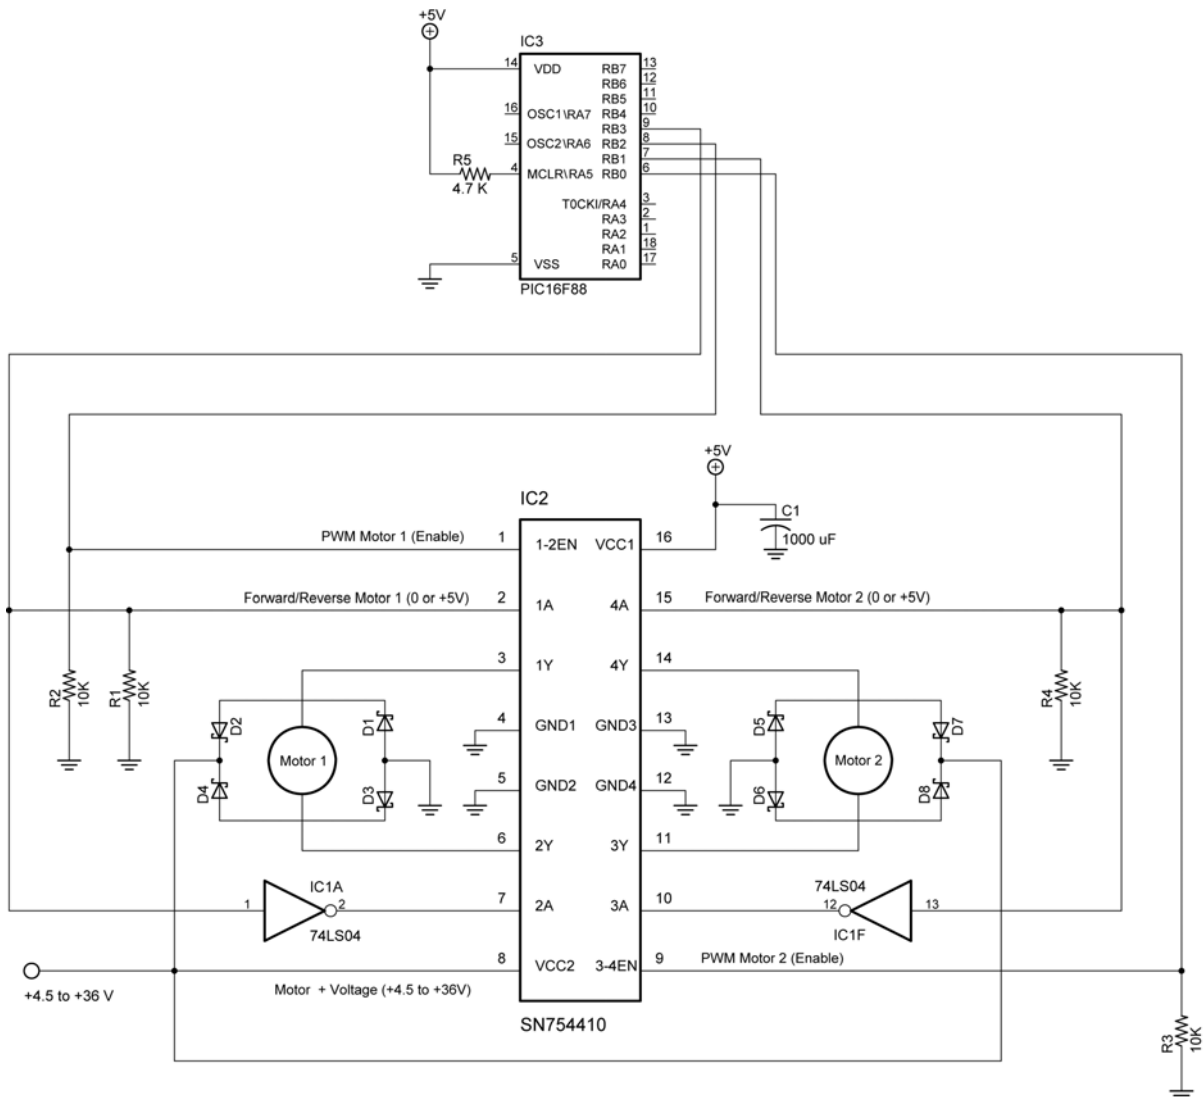 +5V
IC3
14 VDD RB7 13
RB6 12
RB5 11
16 OSC1\RA7 RB4 10
RB3 9
15 OSC2\RA6 RB2 8
RB1 7
R5
4.7 K
4 MCLR\RA5 RB0 6
T0CKI/RA4 3
RA3 2
RA2 1
RA1 18
5 VSS RA0 17
PIC16F88
+5V
IC2
C1
1000 uF
PWM Motor 1 (Enable) 1 1-2EN VCC1 16
Forward/Reverse Motor 1 (0 or +5V) 2 1A 4A 15 Forward/Reverse Motor 2 (0 or +5V)
3 1Y 4Y 14
R2 10K
R1 10K
R4 10K
D2
D1
4 GND1 GND3 13
D5
D7
Motor 1
Motor 2
D4
D3
5 GND2 GND4 12
D6
D8
6 2Y 3Y 11
IC1A
74LS04
1 2 7 2A 3A 10 12 13
74LS04
IC1F
8 VCC2 3-4EN 9 PWM Motor 2 (Enable)
+4.5 to +36 V
Motor + Voltage (+4.5 to +36V)
SN754410
R3 10K